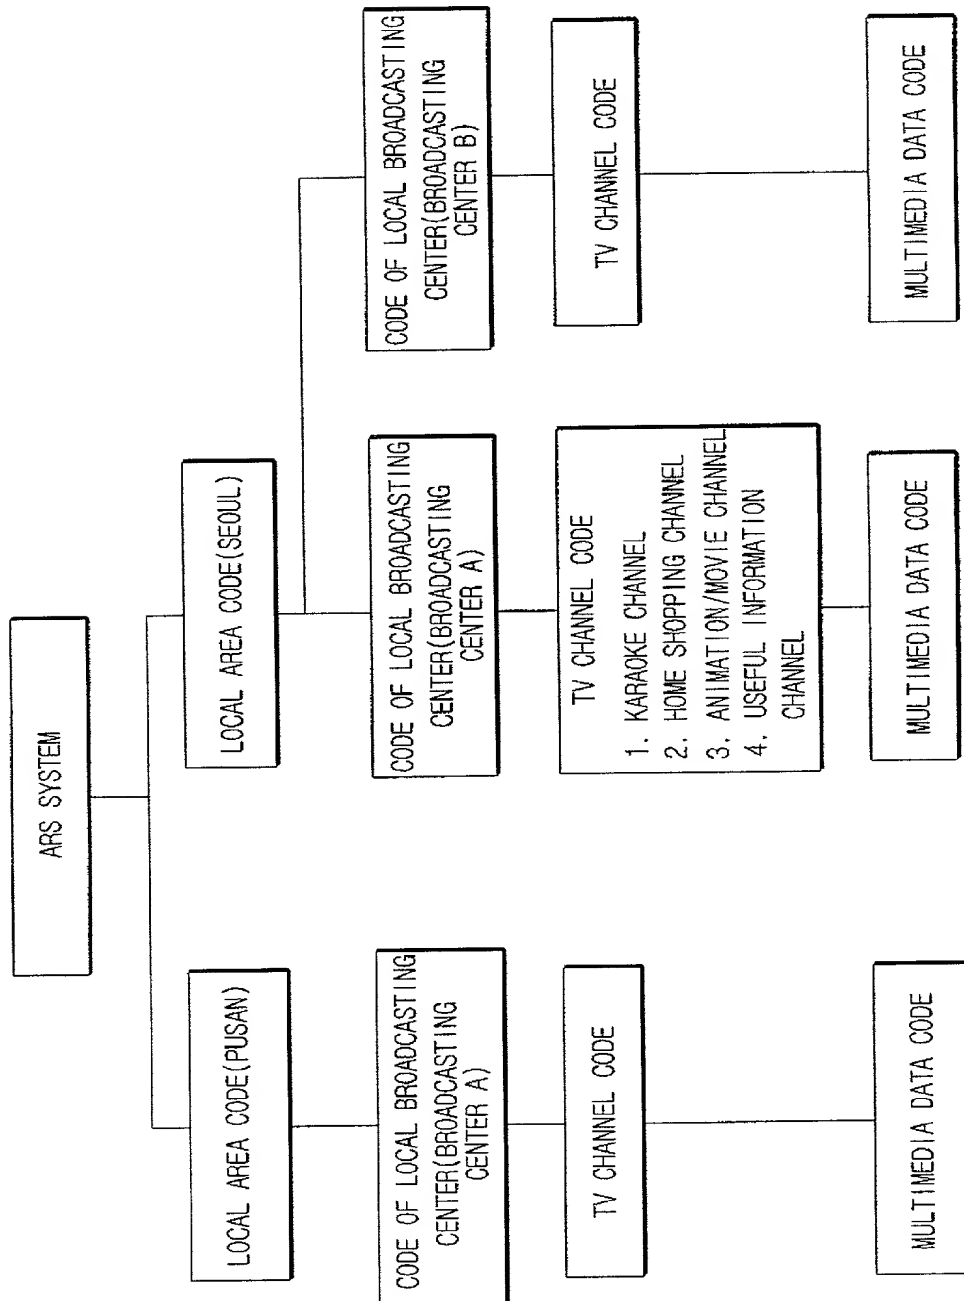 ARS SYSTEM
LOCAL AREA CODE(PUSAN)
LOCAL AREA CODE(SEOUL)
CODE OF LOCAL BROADCASTING
CENTER(BROADCASTING
CENTER A)
CODE OF LOCAL BROADCASTING
CENTER(BROADCASTING
CENTER A)
CODE OF LOCAL BROADCASTING
CENTER(BROADCASTING
CENTER B)
TV CHANNEL CODE
TV CHANNEL CODE
1. KARAOKE CHANNEL
2. HOME SHOPPING CHANNEL
3. ANIMATION/MOVIE CHANNEL
4. USEFUL INFORMATION
CHANNEL
TV CHANNEL CODE
MULTIMEDIA DATA CODE
MULTIMEDIA DATA CODE
MULTIMEDIA DATA CODE